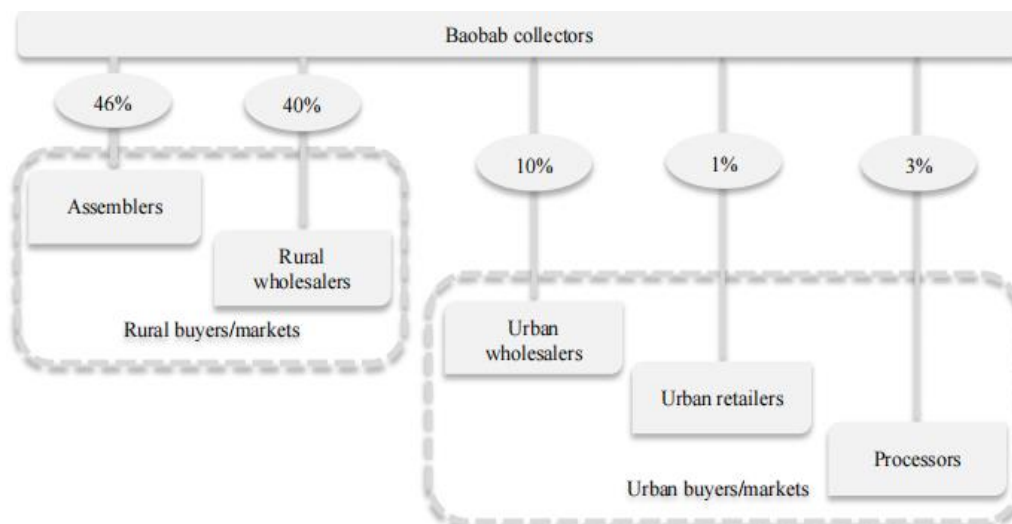 Baobab collectors
46%
40%
10%
1%
3%
Assemblers
Rural
wholesalers
Rural buyers/markets
Urban
wholesalers
Urban retailers
Processors
Urban buyers/markets